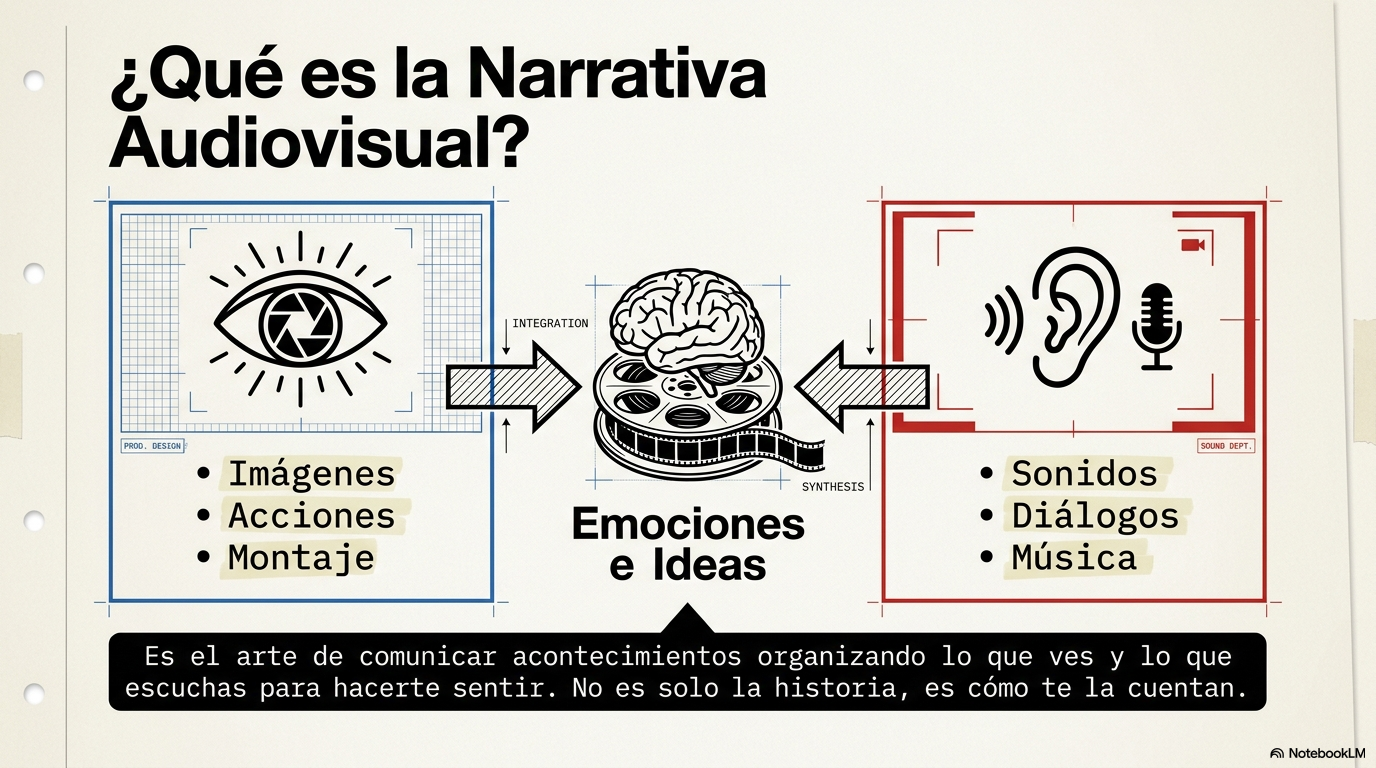 ¿Qué es la Narrativa
Audiovisual?
PROD. DESIGN
• Imágenes
• Acciones
• Montaje
INTEGRATION
SYNTHESIS
Emociones
e Ideas
SOUND DEPT.
• Sonidos
• Diálogos
• Música
Es el arte de comunicar acontecimientos organizando lo que ves y lo que
escuchas para hacerte sentir. No es solo la historia, es cómo te la cuentan.
NotebookLM